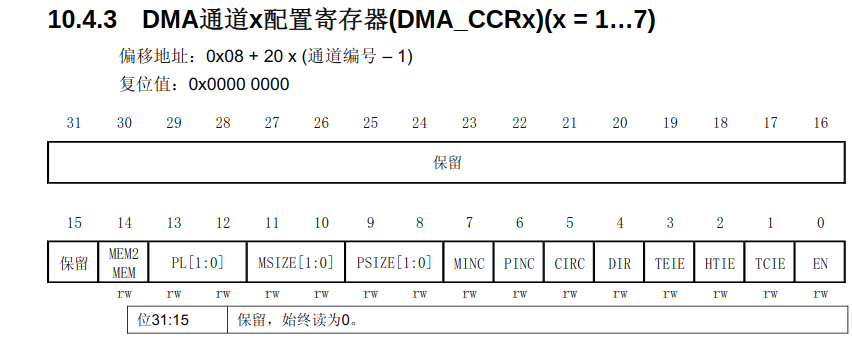 10.4.3 DMA通道x配置寄存器(DMA_CCRx)(x = 1…7)
偏移地址：0x08 + 20 x (通道编号 – 1)
复位值：0x0000 0000
31 30 29 28 27 26 25 24 23 22 21 20 19 18 17 16
保留
15 14 13 12 11 10 9 8 7 6 5 4 3 2 1 0
保留 MEM2 MEM PL[1:0] MSIZE[1:0] PSIZE[1:0] MINC PINC CIRC DIR TEIE HTIE TCIE EN
rw rw rw rw rw rw rw rw rw rw rw rw rw rw rw
位31:15 保留，始终读为0。